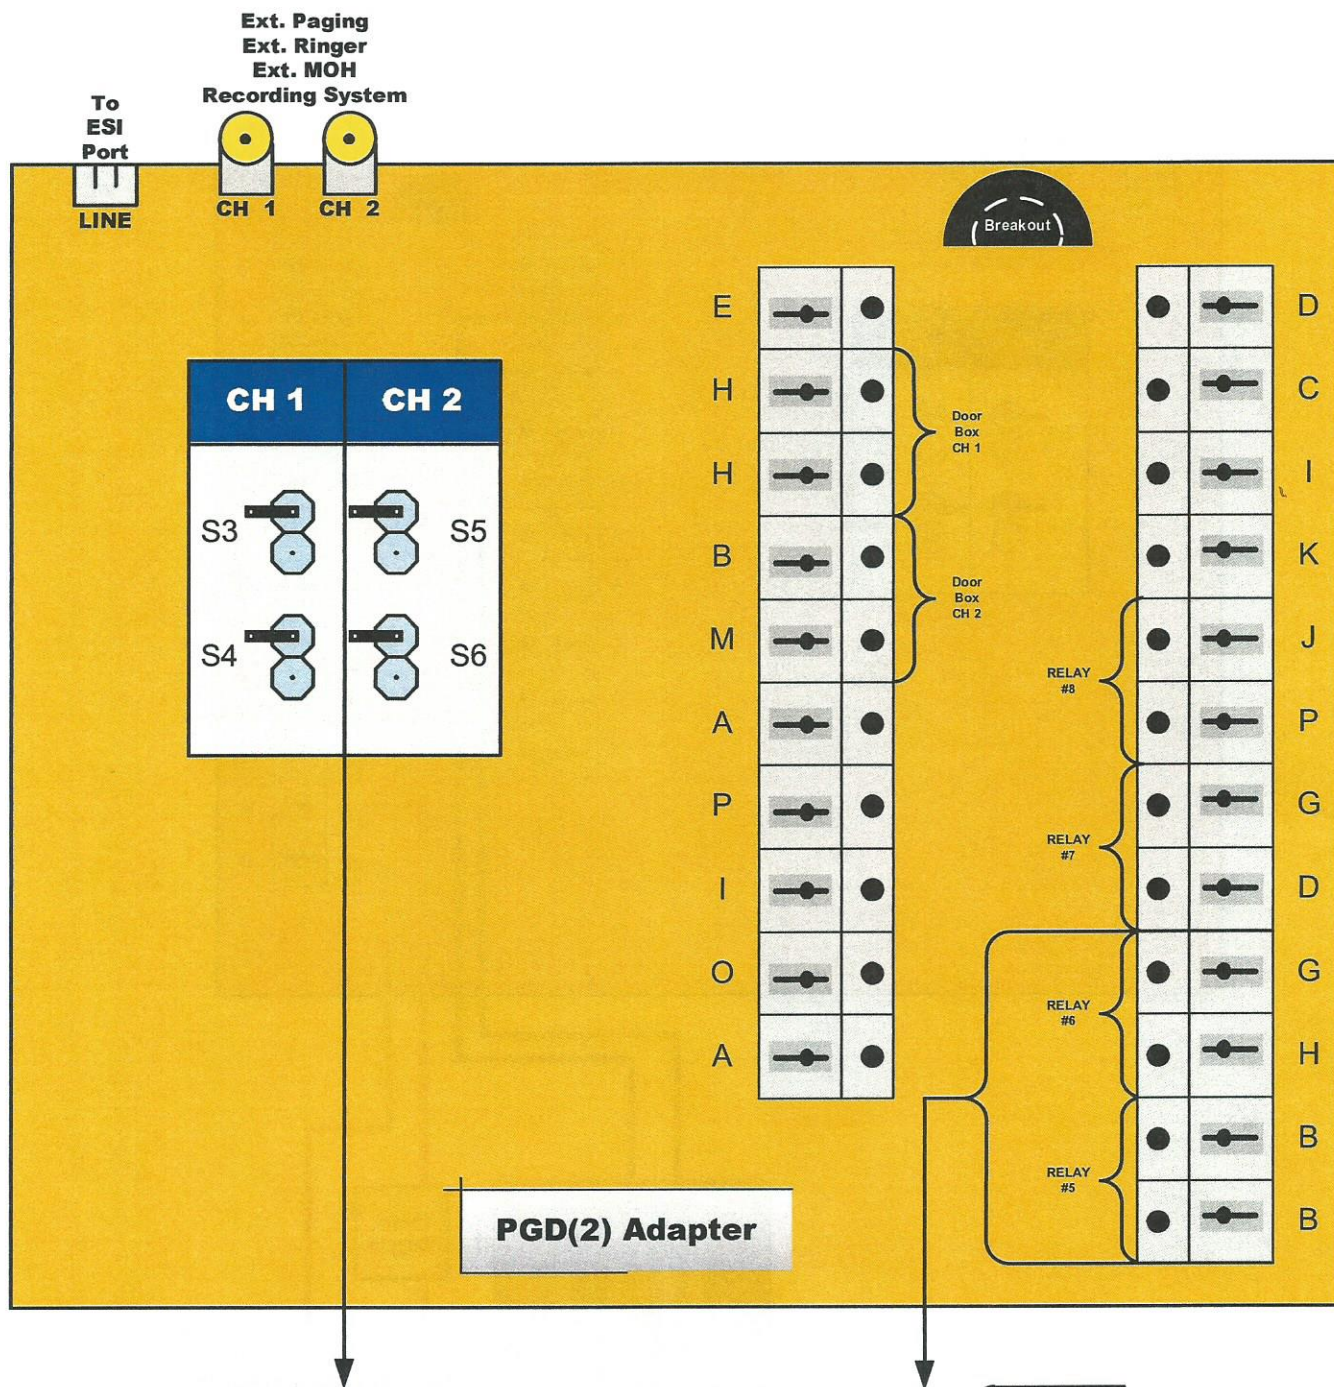 Ext. Paging
Ext. Ringer
Ext. MOH
Recording System
To
ESI
Port
LINE
CH 1
CH 2
Breakout
CH 1
CH 2
S3
S5
S4
S6
E
H
H
B
M
A
P
I
O
A
Door
Box
CH 1
Door
Box
CH 2
D
C
I
K
J
P
G
D
G
H
B
B
RELAY
#8
RELAY
#7
RELAY
#6
RELAY
#5
PGD(2) Adapter